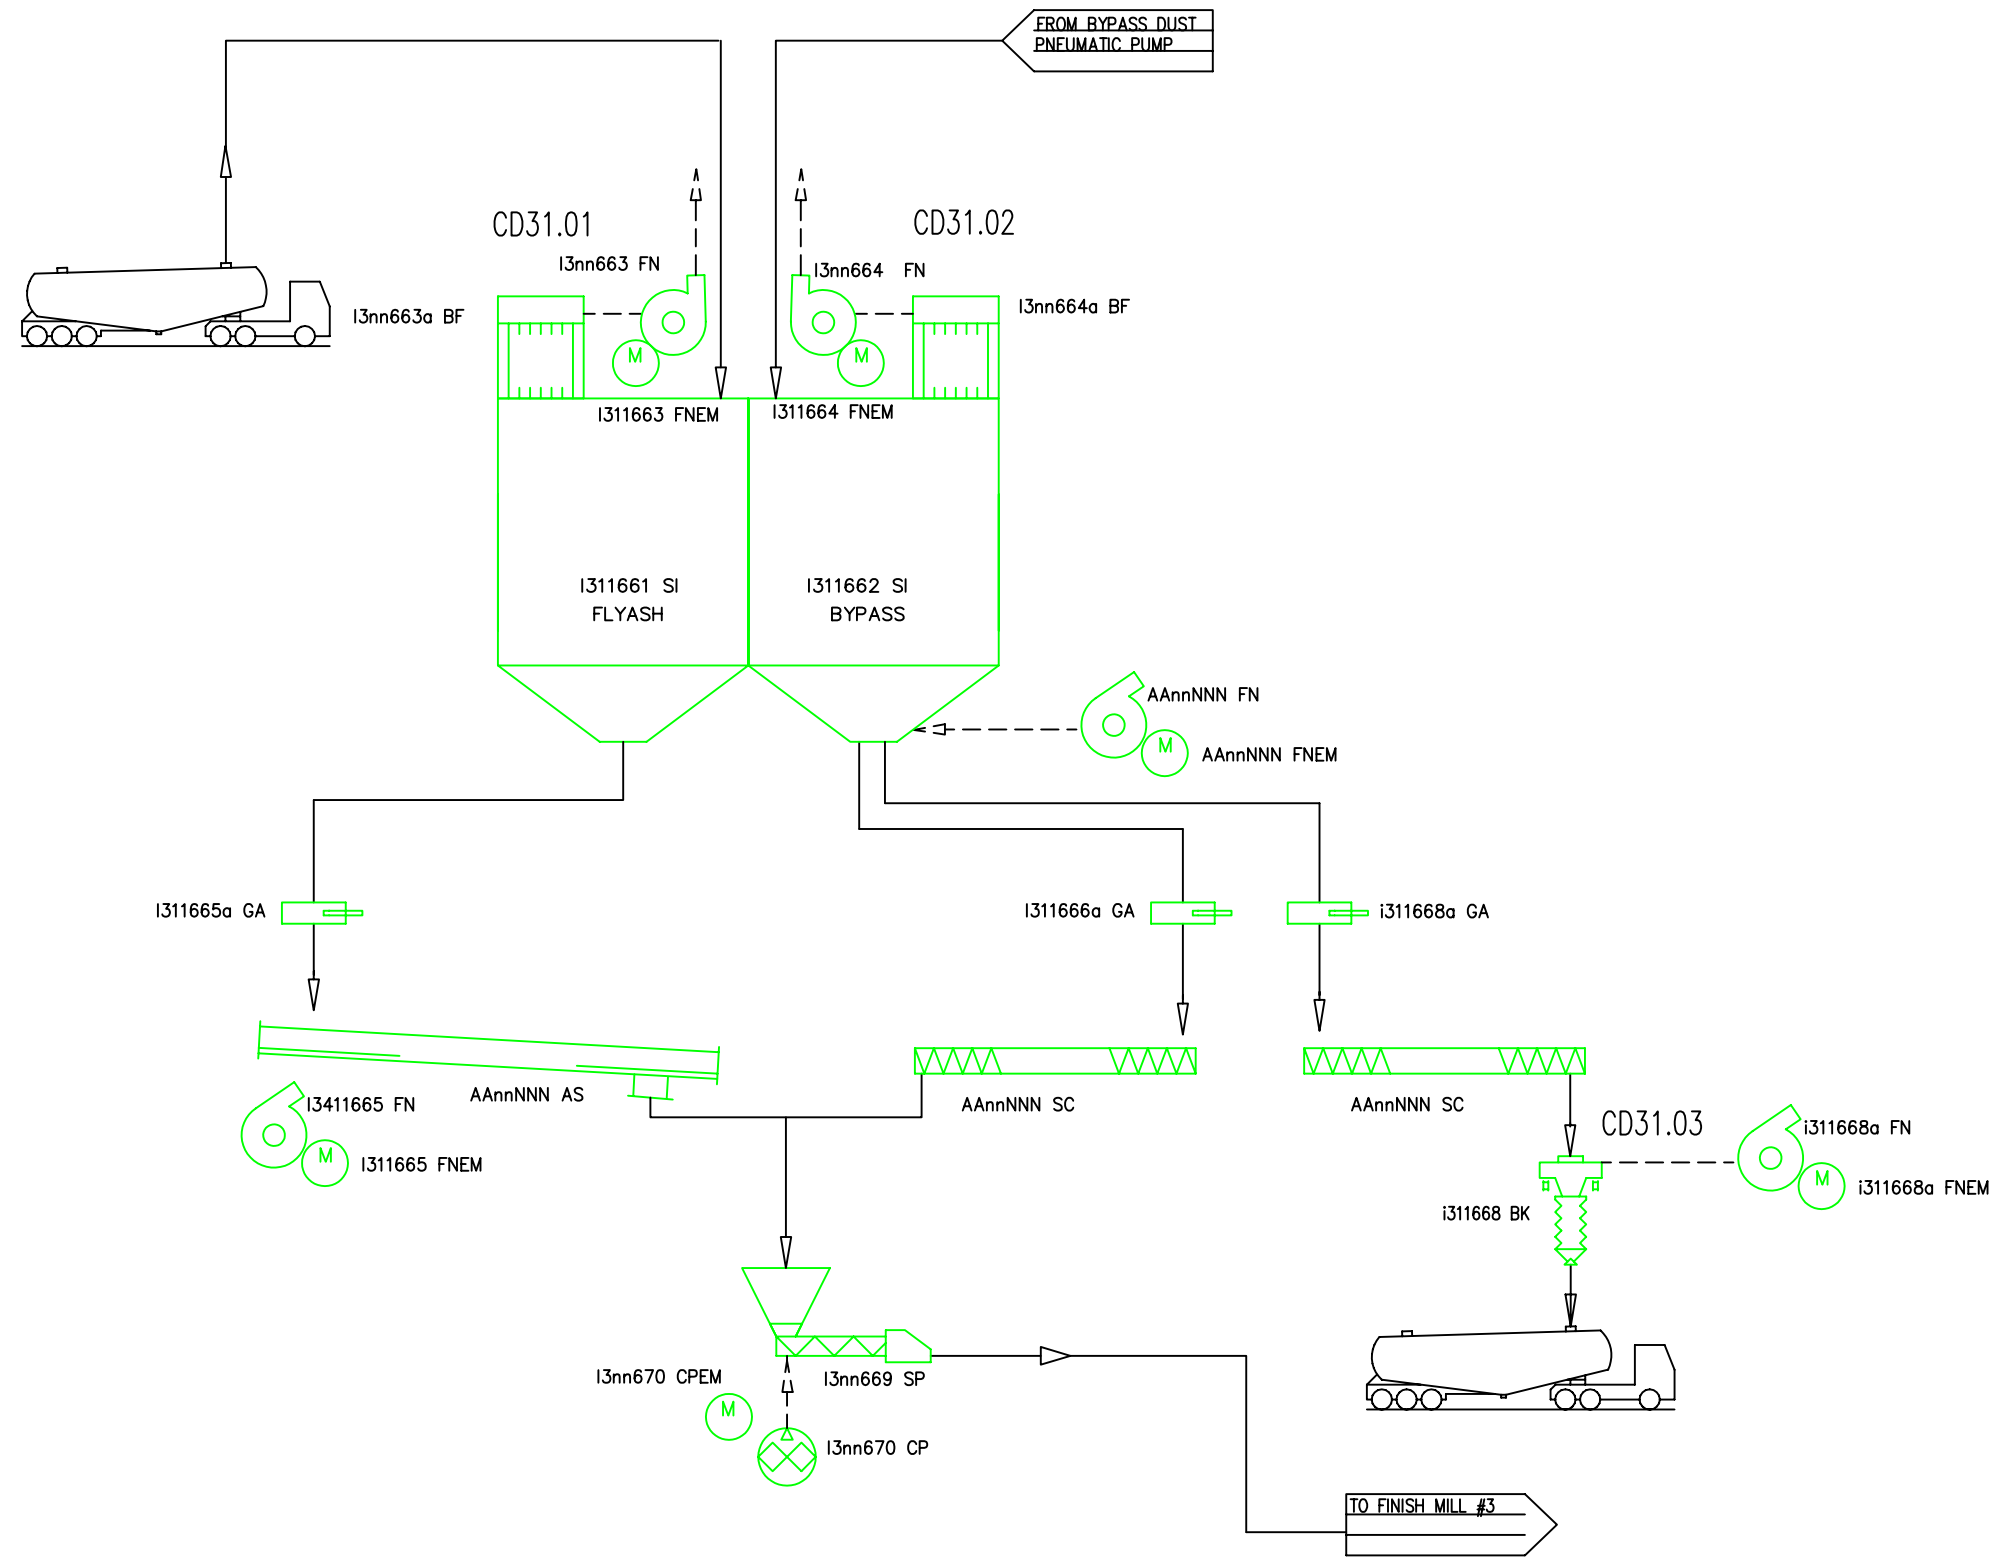 FROM BYPASS DUST
PNEUMATIC PUMP
CD31.01
CD31.02
I3nn663 FN
I3nn664 FN
I3nn663a BF
I3nn664a BF
M
M
I311663 FNEM
I311664 FNEM
I311661 SI
FLYASH
I311662 SI
BYPASS
AAnnNNN FN
M
AAnnNNN FNEM
I311665a GA
I311666a GA
i311668a GA
AAnnNNN AS
AAnnNNN SC
AAnnNNN SC
I3411665 FN
M
I311665 FNEM
CD31.03
i311668a FN
M
i311668a FNEM
i311668 BK
I3nn670 CPEM
M
I3nn669 SP
I3nn670 CP
TO FINISH MILL #3